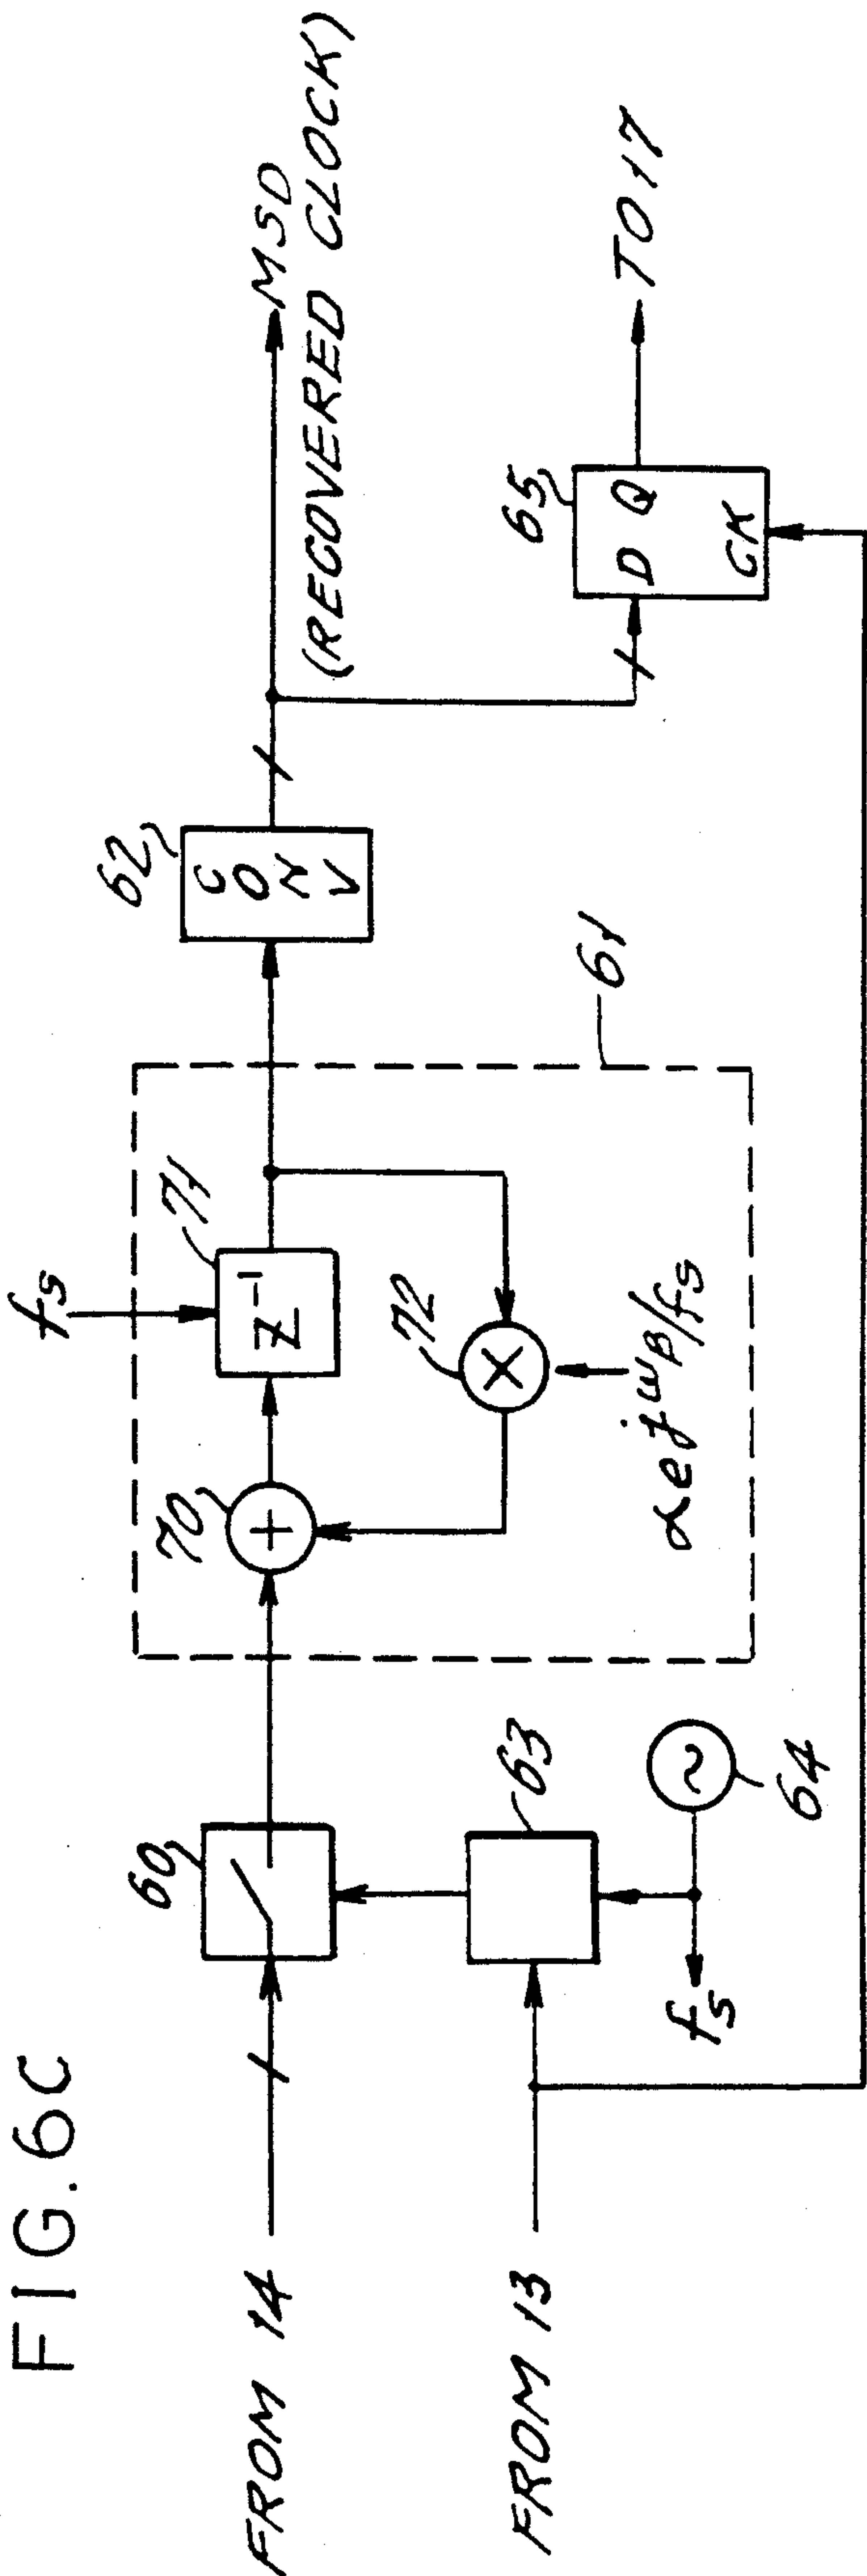 FIG. 6C
FROM 14
60
FROM 13
63
fs
64
70
fs
71
Z⁻¹
72
αe^jωβ/fs
61
62
CONV
MSD
(RECOVERED CLOCK)
65
D Q
CK
TO 17